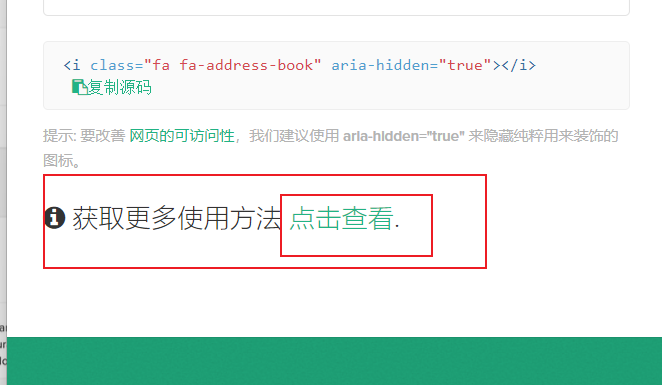 <i class="fa fa-address-book" aria-hidden="true"></i>
复制源码
提示: 要改善 网页的可访问性，我们建议使用 aria-hidden="true" 来隐藏纯粹用来装饰的
图标。
获取更多使用方法 点击查看.